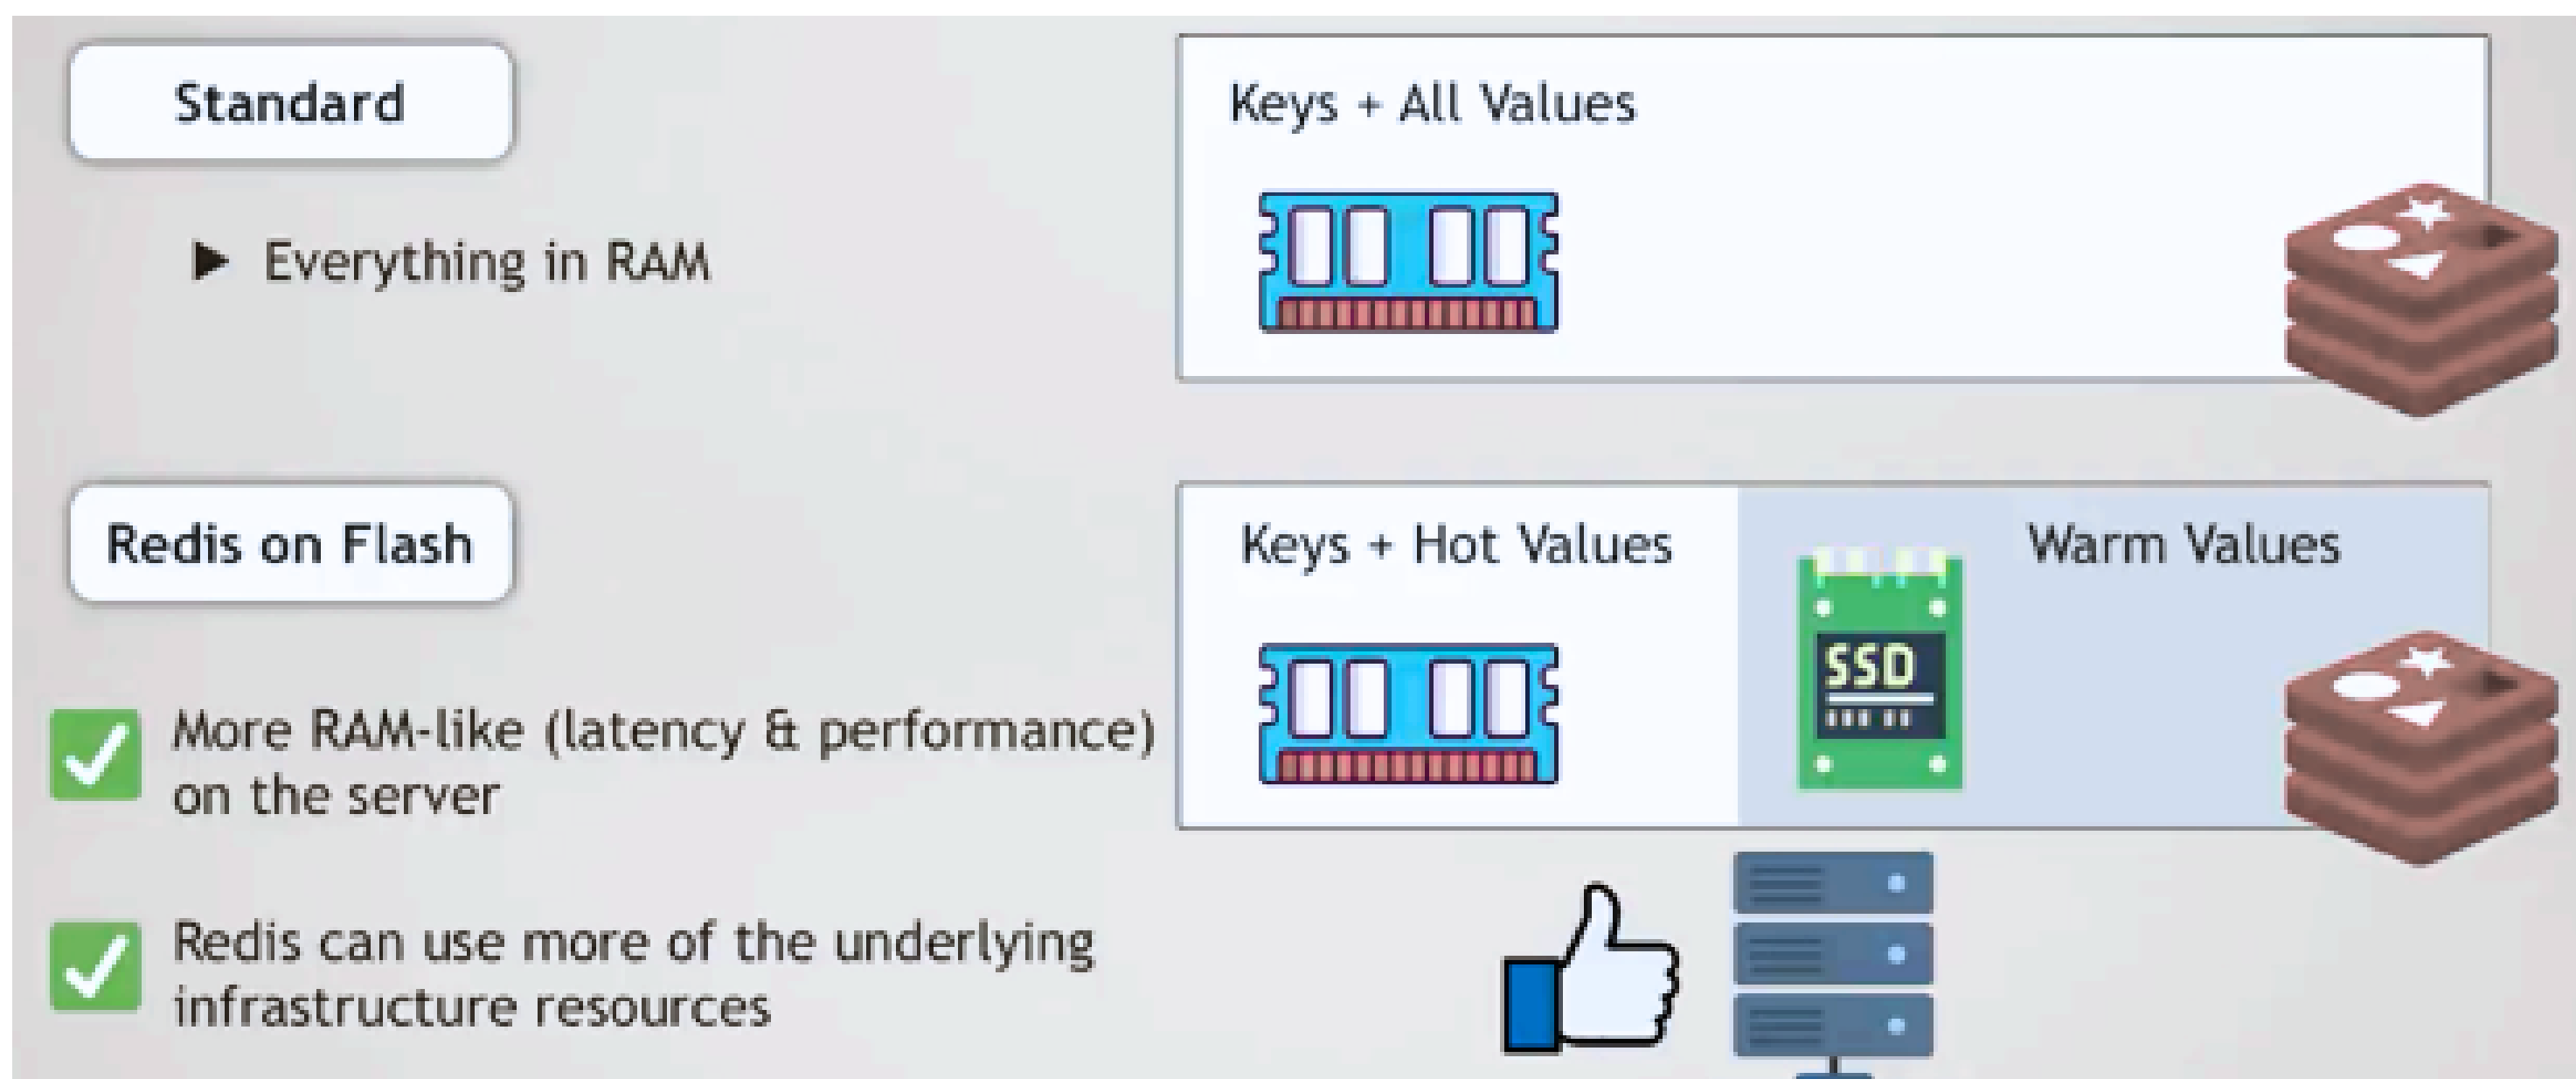 Standard
Keys + All Values
► Everything in RAM
Redis on Flash
Keys + Hot Values
Warm Values
SSD
More RAM-like (latency & performance)
on the server
Redis can use more of the underlying
infrastructure resources